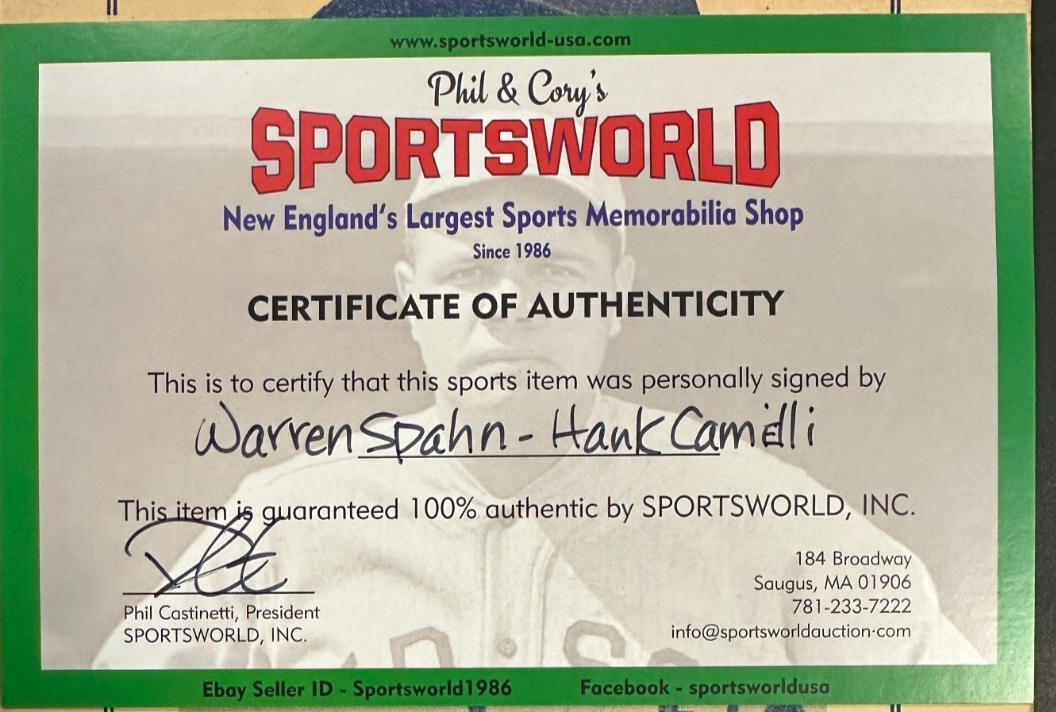 www.sportsworld-usa.com
Phil & Cory's
SPORTSWORLD
New England's Largest Sports Memorabilia Shop
Since 1986
CERTIFICATE OF AUTHENTICITY
This is to certify that this sports item was personally signed by
Warren Spahn - Hank Camelli
This item is guaranteed 100% authentic by SPORTSWORLD, INC.
184 Broadway
Saugus, MA 01906
Phil Castinetti, President
781-233-7222
SPORTSWORLD, INC.
info@sportsworldauction.com
Ebay Seller ID - Sportsworld1986
Facebook - sportsworldusa